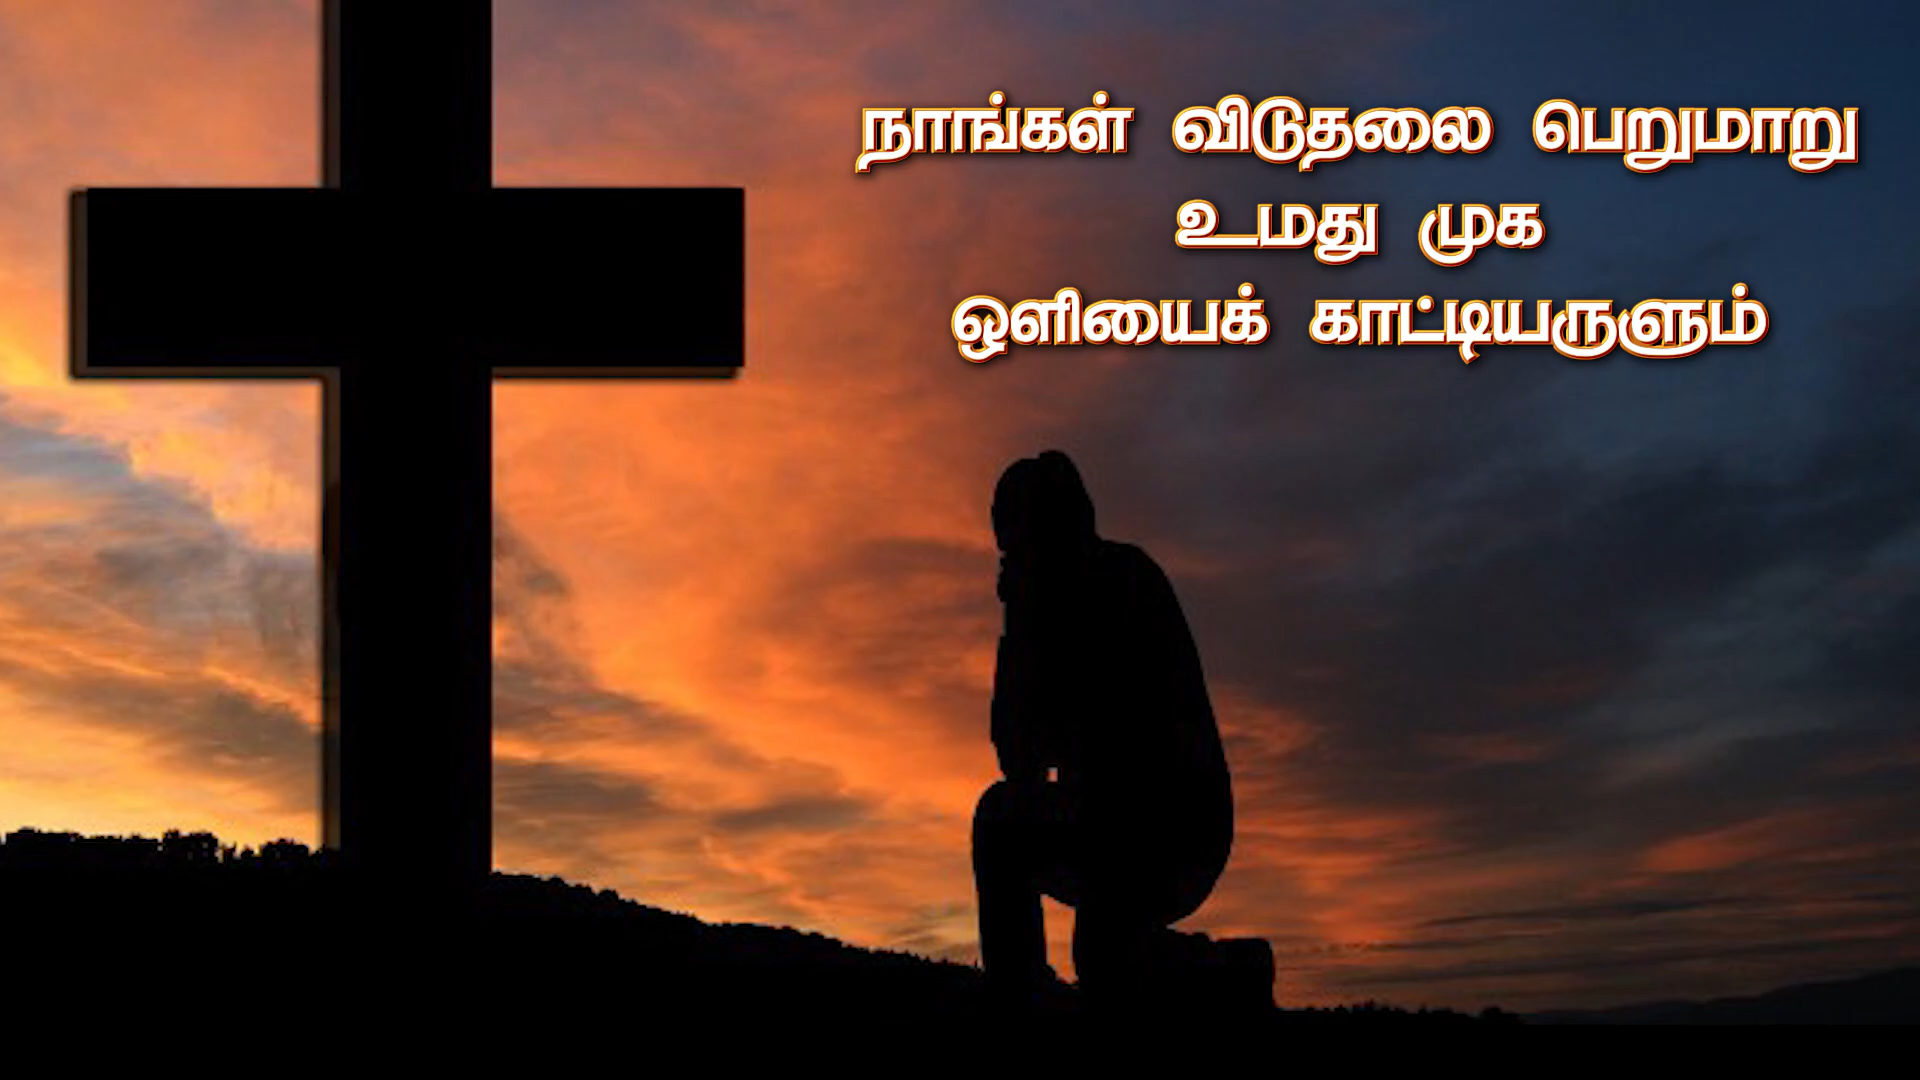 நாங்கள் விடுதலை பெறுமாறு
உமது முக
ஒளியைக் காட்டியருளும்